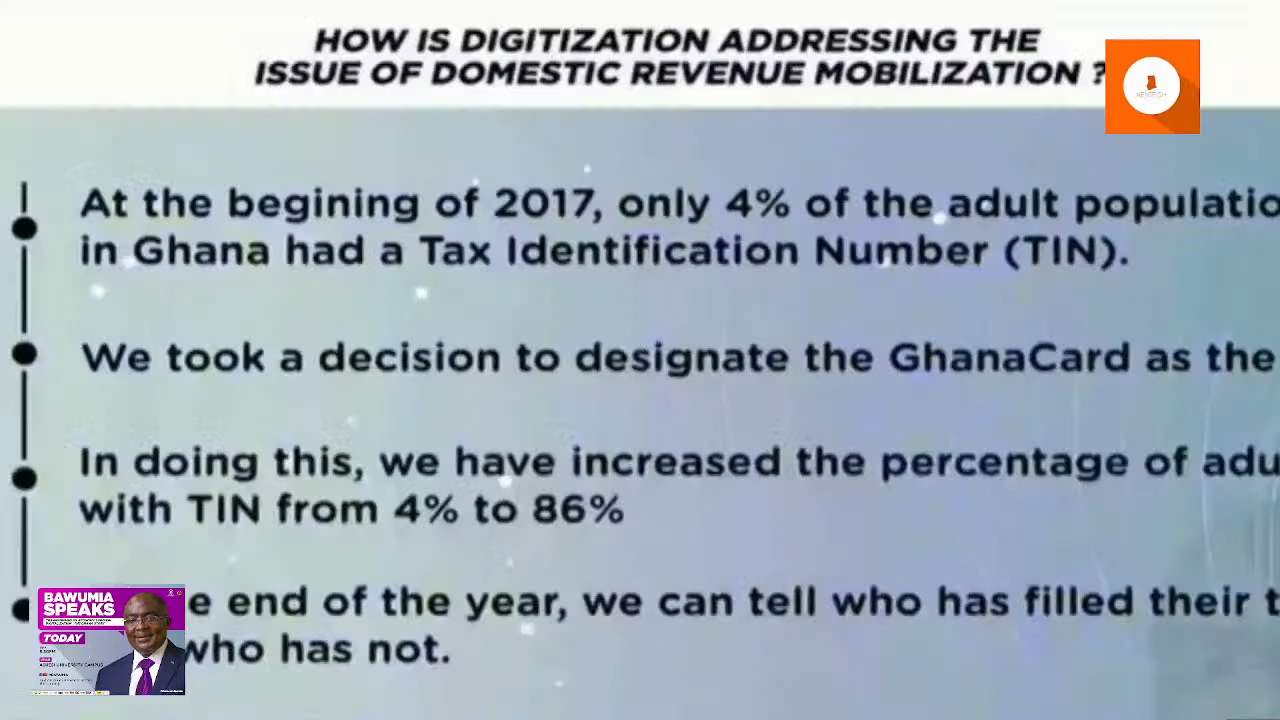 HOW IS DIGITIZATION ADDRESSING THE
ISSUE OF DOMESTIC REVENUE MOBILIZATION ?
At the begining of 2017, only 4% of the adult populatio
in Ghana had a Tax Identification Number (TIN).
We took a decision to designate the GhanaCard as the
In doing this, we have increased the percentage of adu
with TIN from 4% to 86%
e end of the year, we can tell who has filled their t
who has not.
BAWUMIA
SPEAKS
TODAY
ASHESI UNIVERSITY CAMPUS